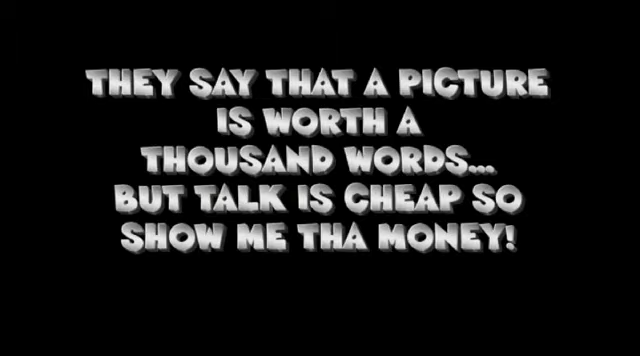 THEY SAY THAT A PICTURE
IS WORTH A
THOUSAND WORDS...
BUT TALK IS CHEAP SO
SHOW ME THA MONEY!